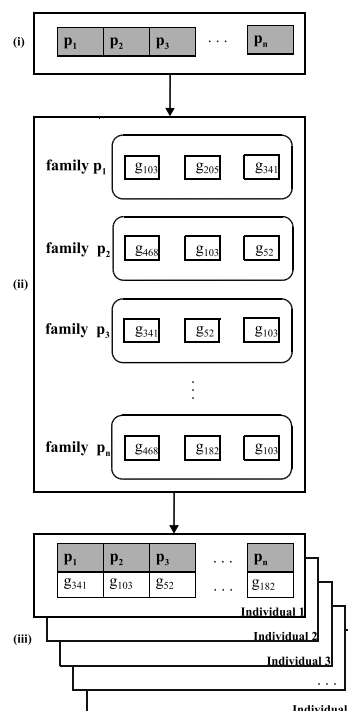 (i) p1 p2 p3 . . . pn
family p1 g103 g205 g341
family p2 g468 g103 g52
(ii)
family p3 g341 g52 g103
family pn g468 g182 g103
p1 p2 p3 . . . pn
g341 g103 g52 . . . g182
Individual 1
(iii) Individual 2
Individual 3
. . .
Individual